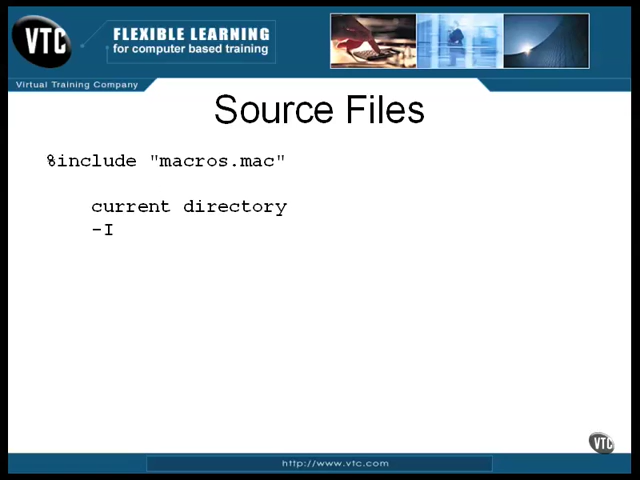 VTC
FLEXIBLE LEARNING
for computer based training
Virtual Training Company
Source Files
%include "macros.mac"
current directory
-I
VTC
http://www.vtc.com